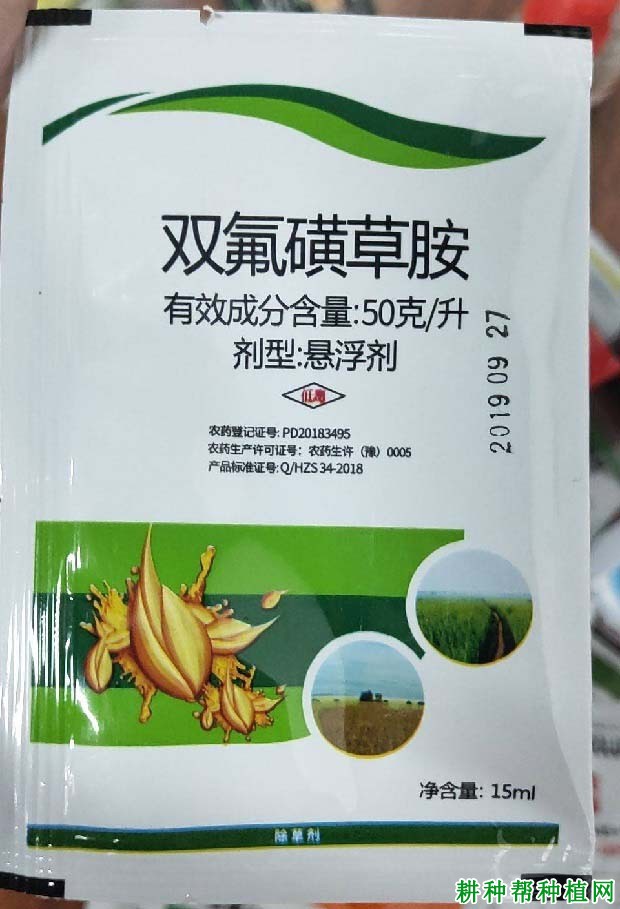 双氟磺草胺
有效成分含量:50克/升
剂型:悬浮剂
低毒
农药登记证号: PD20183495
农药生产许可证号: 农药生许（豫）0005
产品标准证号: Q/HZS 34-2018
2019 09 27
净含量: 15ml
除草剂
耕种帮种植网